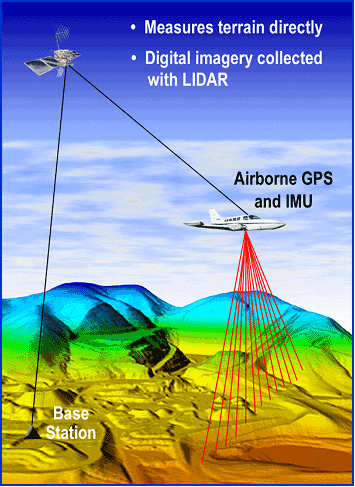 • Measures terrain directly
• Digital imagery collected
with LIDAR
Airborne GPS
and IMU
Base
Station